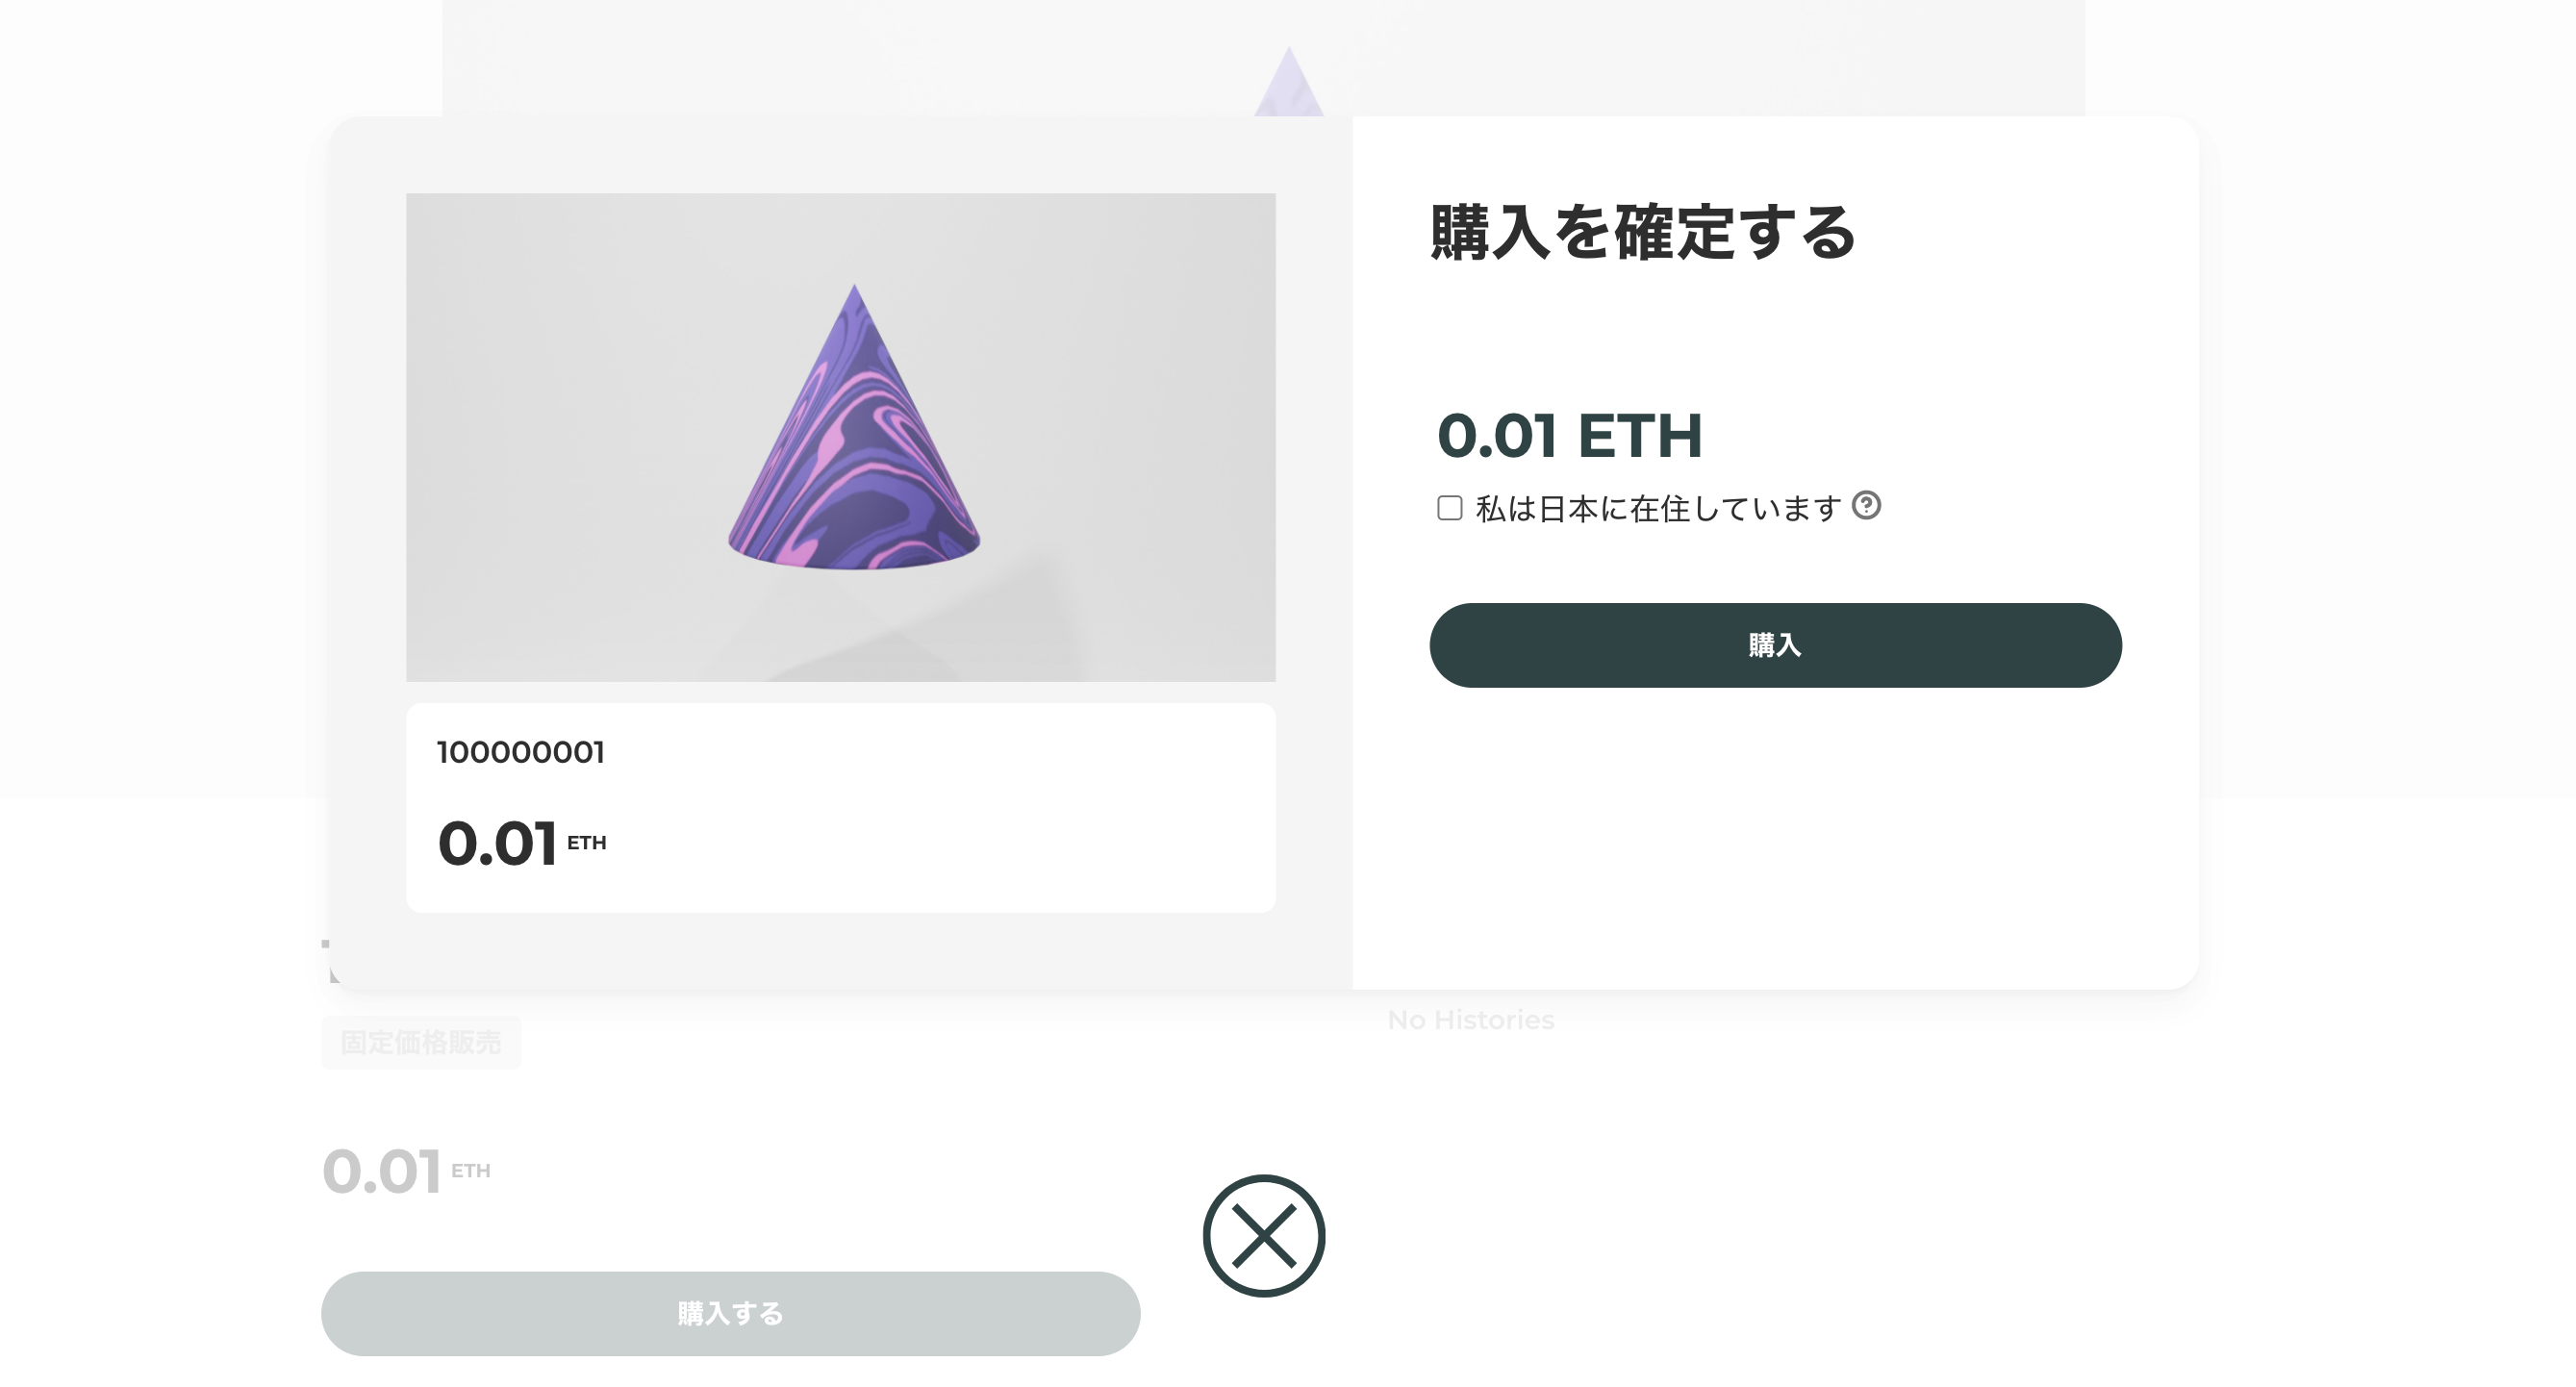 購入を確定する
0.01 ETH
私は日本に在住しています
購入
100000001
0.01 ETH
固定価格販売
No Histories
0.01 ETH
購入する